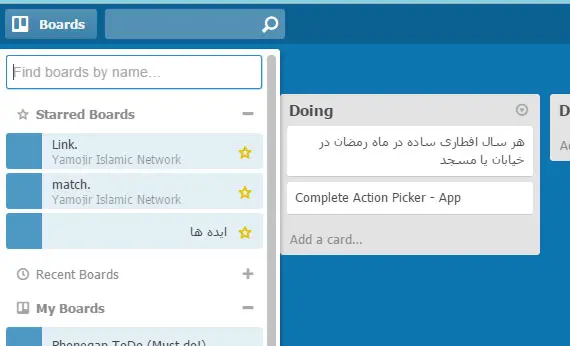 Boards
Find boards by name...
Starred Boards
Link.
Yamojir Islamic Network
match.
Yamojir Islamic Network
ایده ها
Recent Boards
My Boards
Phonegap ToDo (Must do!)
Doing
هر سال افطاری ساده در ماه رمضان در
خیابان یا مسجد
Complete Action Picker - App
Add a card...
D
Ad